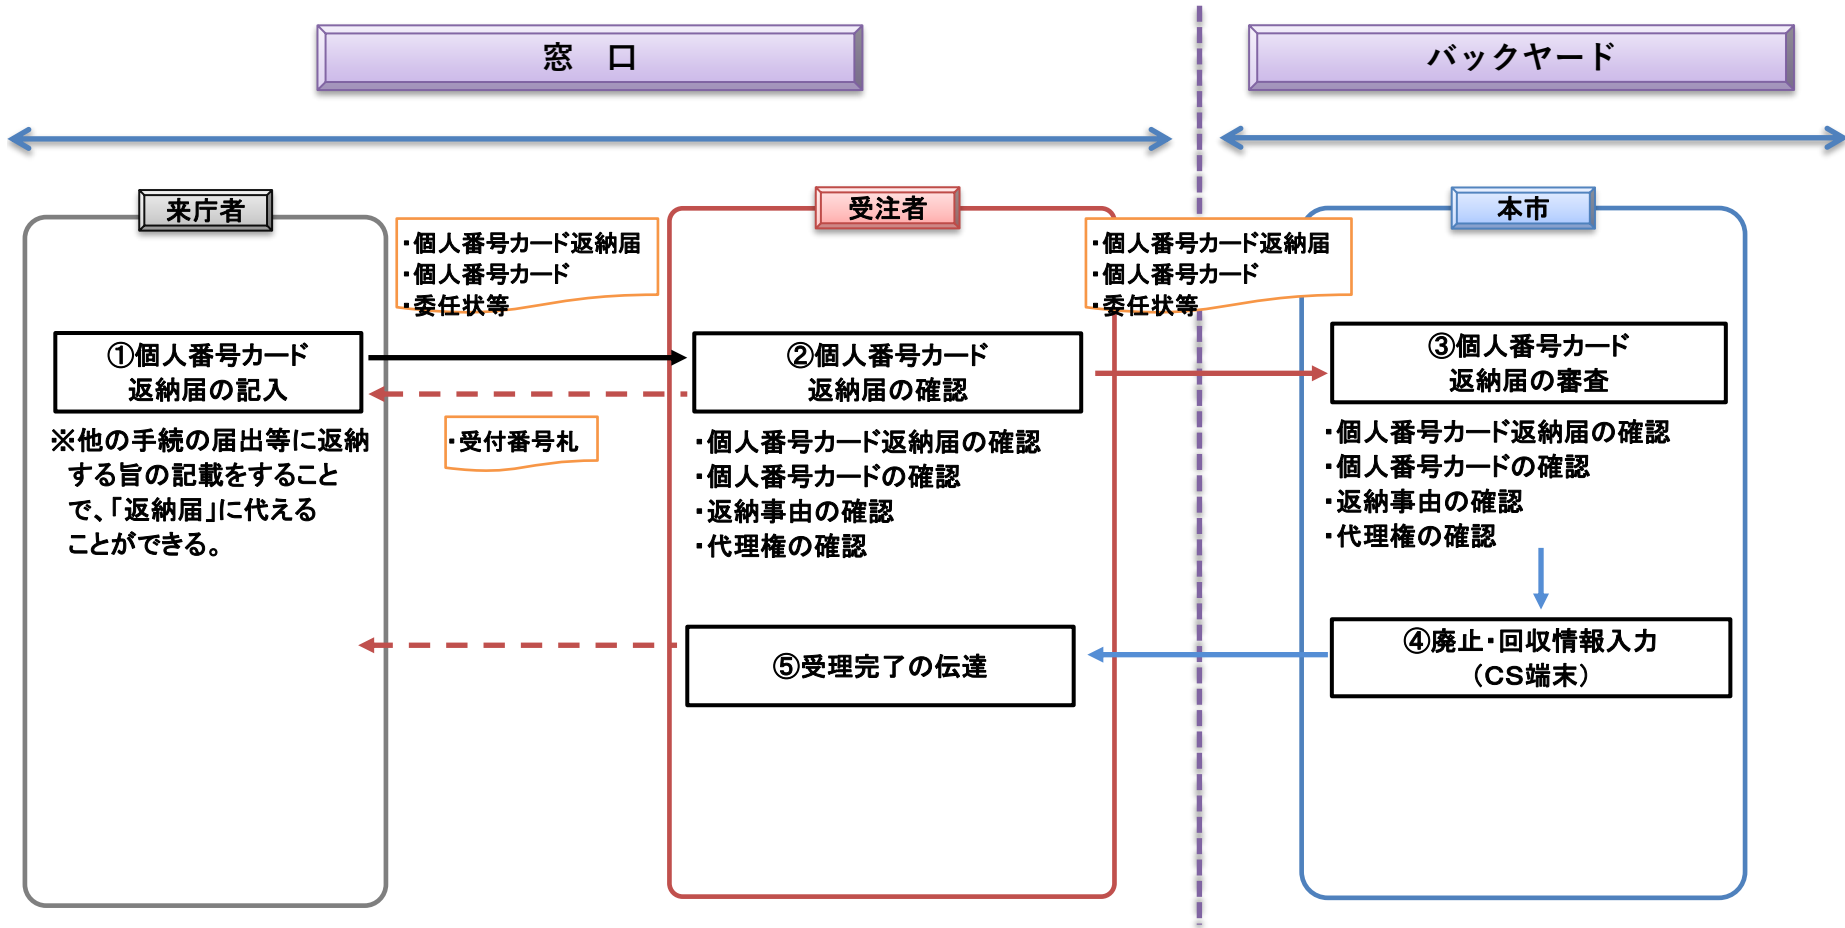 窓　口
バックヤード
来庁者
受注者
本市
・個人番号カード返納届
・個人番号カード
・委任状等
・個人番号カード返納届
・個人番号カード
・委任状等
①個人番号カード
返納届の記入
※他の手続の届出等に返納
する旨の記載をすること
で、「返納届」に代える
ことができる。
・受付番号札
②個人番号カード
返納届の確認
・個人番号カード返納届の確認
・個人番号カードの確認
・返納事由の確認
・代理権の確認
③個人番号カード
返納届の審査
・個人番号カード返納届の確認
・個人番号カードの確認
・返納事由の確認
・代理権の確認
④廃止・回収情報入力
（CS端末）
⑤受理完了の伝達